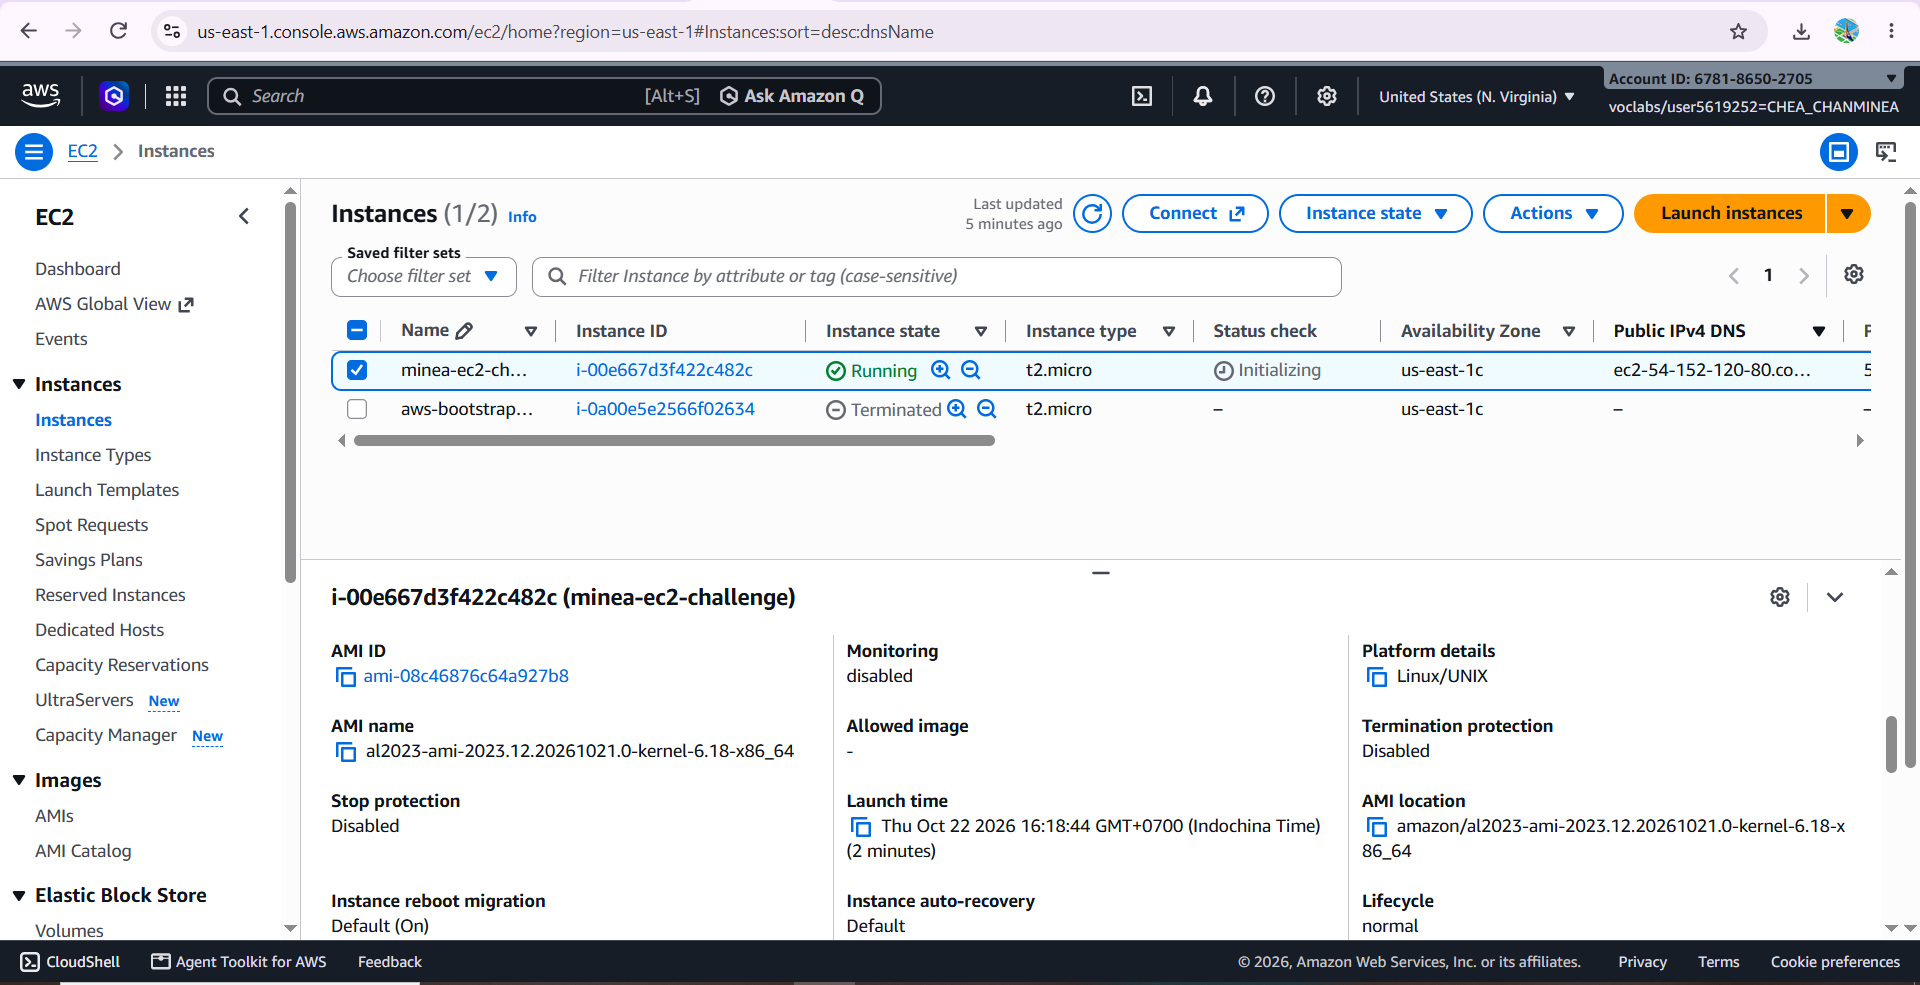 us-east-1.console.aws.amazon.com/ec2/home?region=us-east-1#Instances:sort=desc:dnsName
aws
Search
[Alt+S]
Ask Amazon Q
United States (N. Virginia)
Account ID: 6781-8650-2705
voclabs/user5619252=CHEA_CHANMINEA
EC2
Instances
EC2
Dashboard
AWS Global View
Events
Instances
Instances
Instance Types
Launch Templates
Spot Requests
Savings Plans
Reserved Instances
Dedicated Hosts
Capacity Reservations
UltraServers New
Capacity Manager New
Images
AMIs
AMI Catalog
Elastic Block Store
Volumes
Instances (1/2) Info
Last updated
5 minutes ago
Connect
Instance state
Actions
Launch instances
Saved filter sets
Choose filter set
Filter Instance by attribute or tag (case-sensitive)
1
Name Instance ID Instance state Instance type Status check Availability Zone Public IPv4 DNS
minea-ec2-ch... i-00e667d3f422c482c Running t2.micro Initializing us-east-1c ec2-54-152-120-80.co... 5
aws-bootstrap... i-0a00e5e2566f02634 Terminated t2.micro – us-east-1c – –
i-00e667d3f422c482c (minea-ec2-challenge)
AMI ID
ami-08c46876c64a927b8
Monitoring
disabled
Platform details
Linux/UNIX
AMI name
al2023-ami-2023.12.20261021.0-kernel-6.18-x86_64
Allowed image
-
Termination protection
Disabled
Stop protection
Disabled
Launch time
Thu Oct 22 2026 16:18:44 GMT+0700 (Indochina Time)
(2 minutes)
AMI location
amazon/al2023-ami-2023.12.20261021.0-kernel-6.18-x
86_64
Instance reboot migration
Default (On)
Instance auto-recovery
Default
Lifecycle
normal
CloudShell
Agent Toolkit for AWS
Feedback
© 2026, Amazon Web Services, Inc. or its affiliates.
Privacy
Terms
Cookie preferences